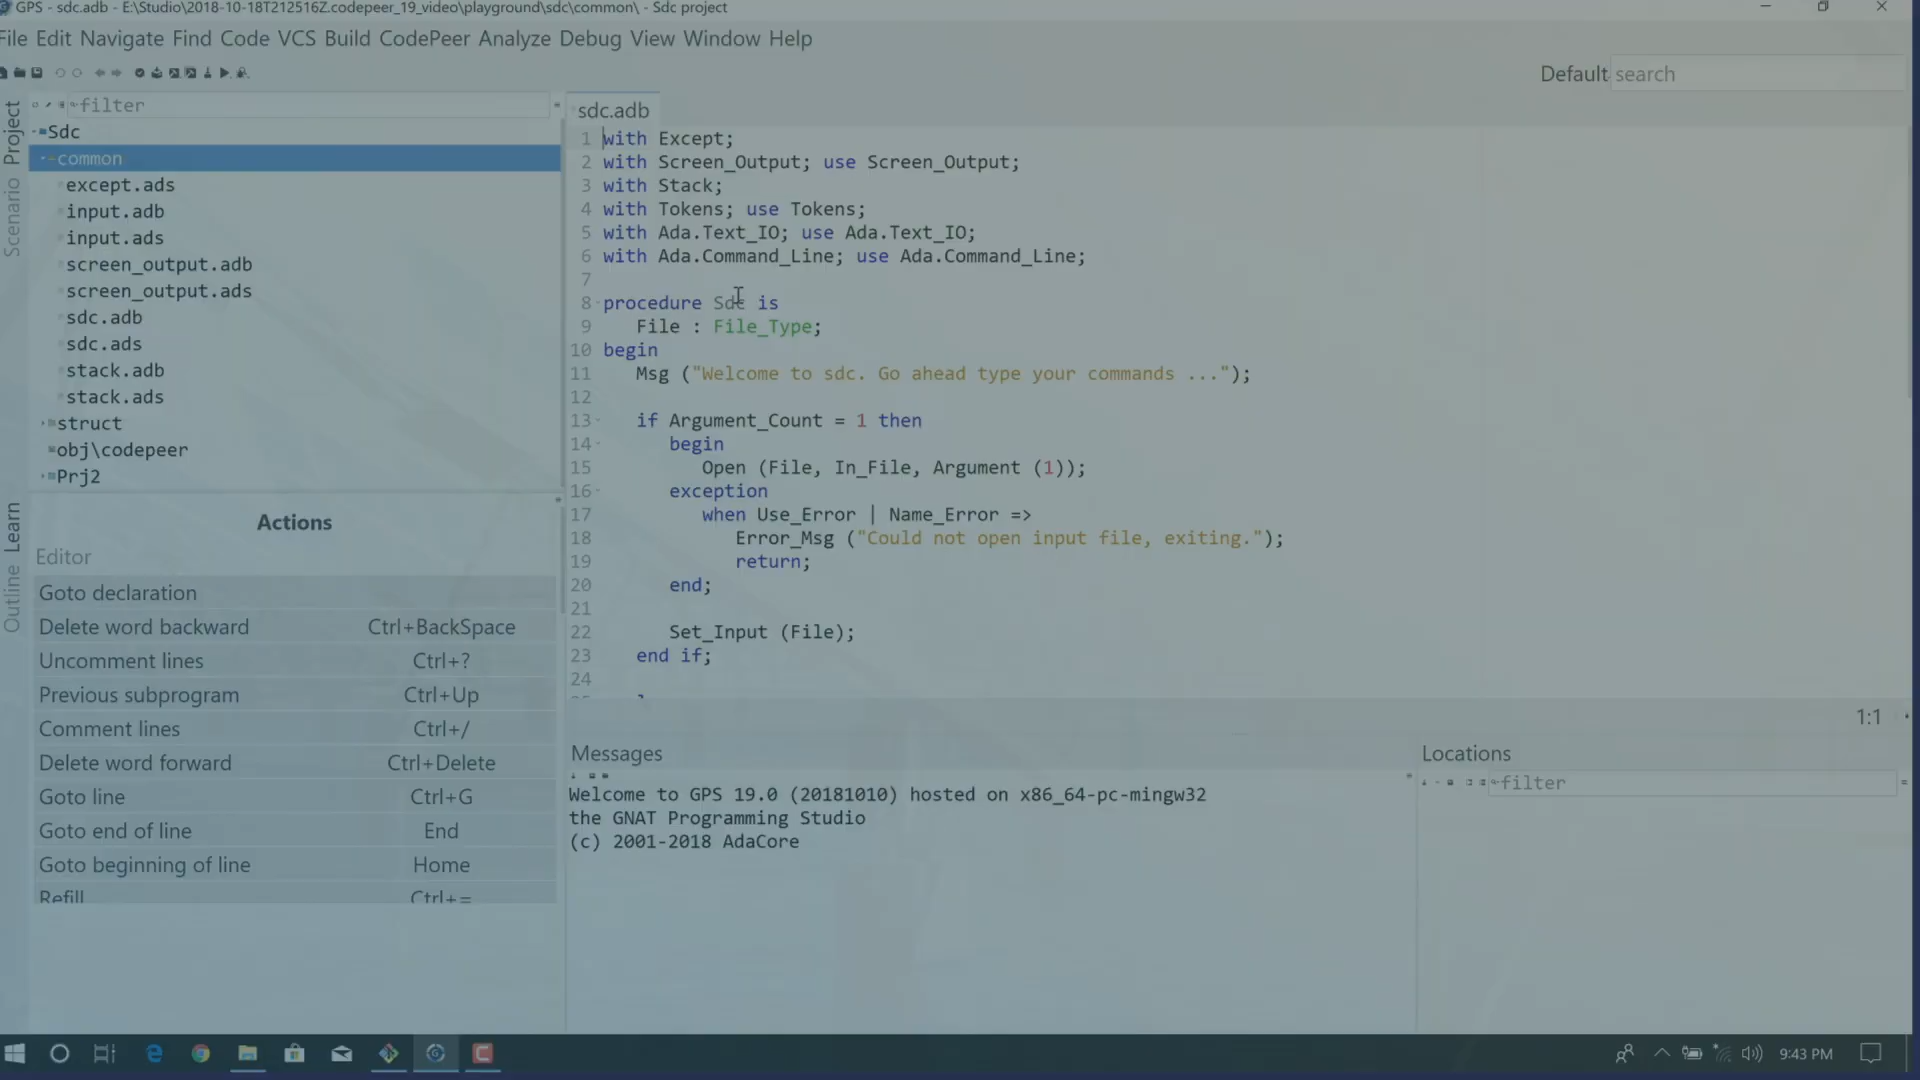 GPS - sdc.adb - E:\Studio\2018-10-18T212516Z.codepeer_19_video\playground\sdc\common\ - Sdc project
File Edit Navigate Find Code VCS Build CodePeer Analyze Debug View Window Help
Default search
Project
Scenario
filter
Sdc
common
except.ads
input.adb
input.ads
screen_output.adb
screen_output.ads
sdc.adb
sdc.ads
stack.adb
stack.ads
struct
obj\codepeer
Prj2
Learn
Outline
Actions
Editor
Goto declaration
Delete word backward Ctrl+BackSpace
Uncomment lines Ctrl+?
Previous subprogram Ctrl+Up
Comment lines Ctrl+/
Delete word forward Ctrl+Delete
Goto line Ctrl+G
Goto end of line End
Goto beginning of line Home
Refill Ctrl+=
sdc.adb
1 with Except;
2 with Screen_Output; use Screen_Output;
3 with Stack;
4 with Tokens; use Tokens;
5 with Ada.Text_IO; use Ada.Text_IO;
6 with Ada.Command_Line; use Ada.Command_Line;
7
8 procedure Sdc is
9 File : File_Type;
10 begin
11 Msg ("Welcome to sdc. Go ahead type your commands ...");
12
13 if Argument_Count = 1 then
14 begin
15 Open (File, In_File, Argument (1));
16 exception
17 when Use_Error | Name_Error =>
18 Error_Msg ("Could not open input file, exiting.");
19 return;
20 end;
21
22 Set_Input (File);
23 end if;
24
1:1
Messages
Welcome to GPS 19.0 (20181010) hosted on x86_64-pc-mingw32
the GNAT Programming Studio
(c) 2001-2018 AdaCore
Locations
filter
9:43 PM